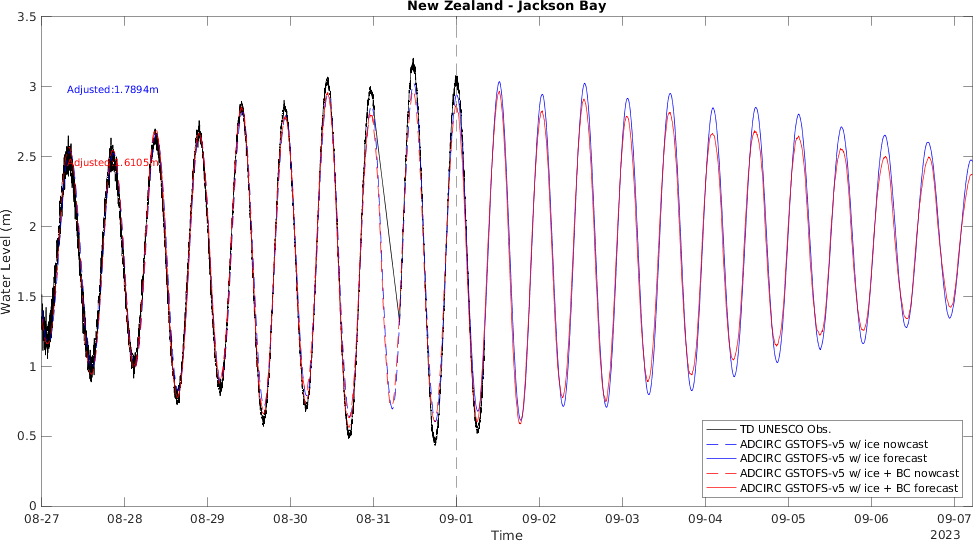 New Zealand - Jackson Bay
3.5
3
2.5
2
1.5
1
0.5
0
Water Level (m)
Adjusted:1.7894m
Adjusted:1.6105m
TD UNESCO Obs.
ADCIRC GSTOFS-v5 w/ ice nowcast
ADCIRC GSTOFS-v5 w/ ice forecast
ADCIRC GSTOFS-v5 w/ ice + BC nowcast
ADCIRC GSTOFS-v5 w/ ice + BC forecast
08-27 08-28 08-29 08-30 08-31 09-01 09-02 09-03 09-04 09-05 09-06 09-07
2023
Time